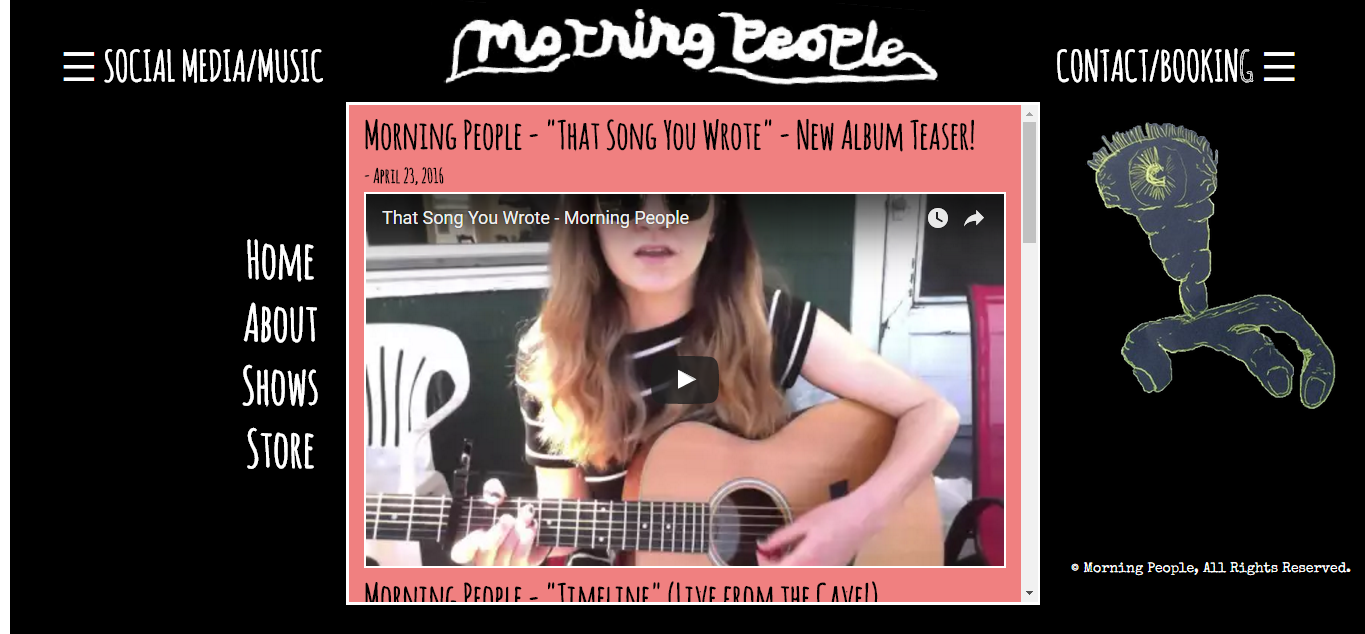 Morning People
☰ SOCIAL MEDIA/MUSIC
CONTACT/BOOKING ☰
Home
About
Shows
Store
Morning People - "That Song You Wrote" - New Album Teaser!
- April 23, 2016
That Song You Wrote - Morning People
Morning People - "Timeline" (Live from the Cave!)
© Morning People, All Rights Reserved.